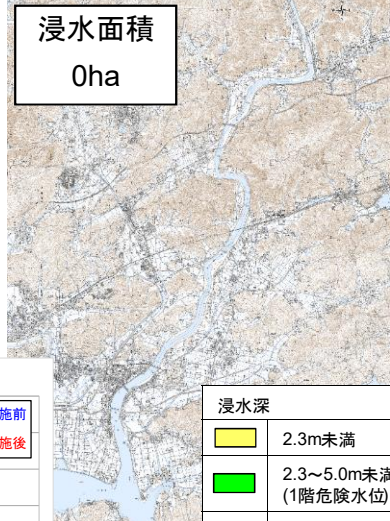 浸水面積
0ha
施前
施後
浸水深
2.3m未満
2.3～5.0m未満
(1階危険水位)